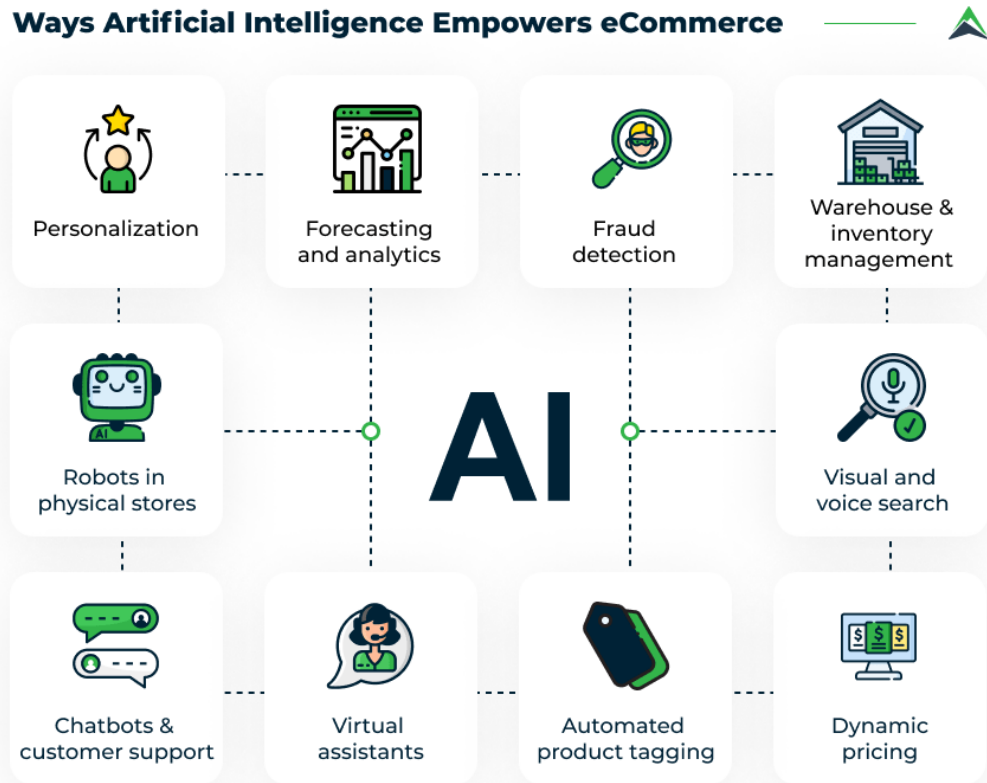 Ways Artificial Intelligence Empowers eCommerce
Personalization
Forecasting
and analytics
Fraud
detection
Warehouse &
inventory
management
AI
Robots in
physical stores
AI
Visual and
voice search
Chatbots &
customer support
Virtual
assistants
Automated
product tagging
$ $ $
Dynamic
pricing